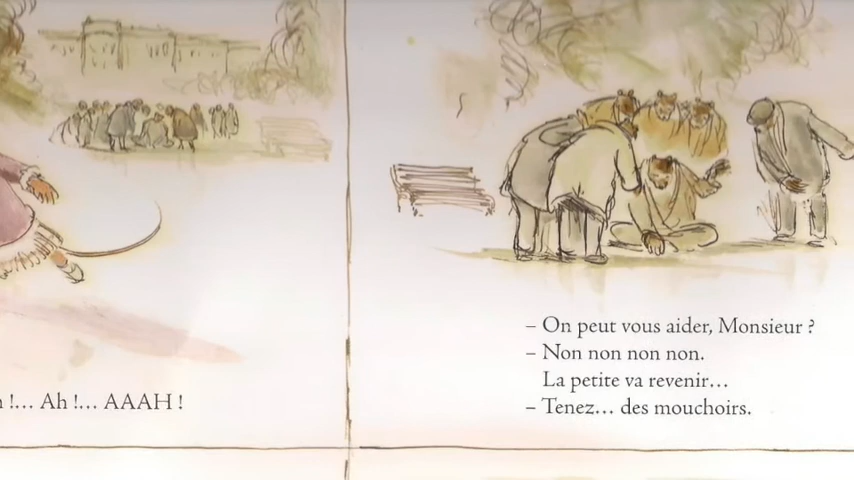 !... Ah !... AAAH !
– On peut vous aider, Monsieur ?
– Non non non non.
La petite va revenir...
– Tenez... des mouchoirs.